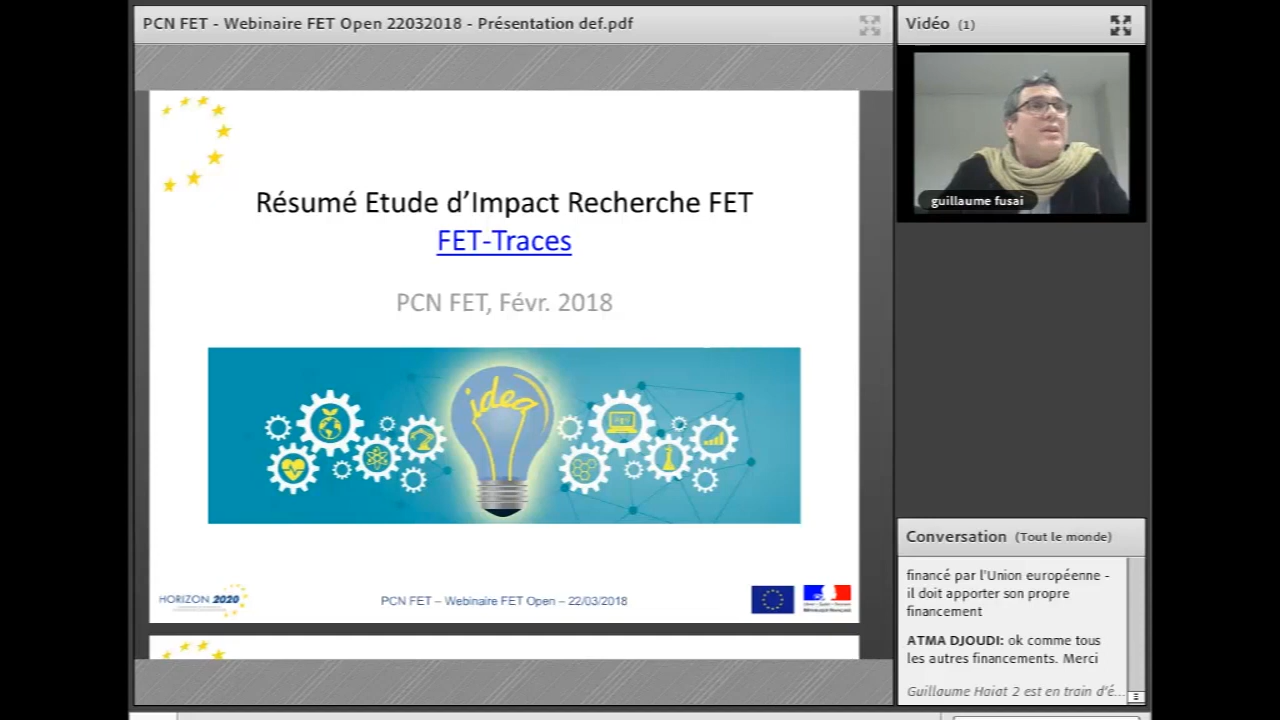 PCN FET - Webinaire FET Open 22032018 - Présentation def.pdf
Résumé Etude d’Impact Recherche FET
FET-Traces
PCN FET, Févr. 2018
idea
HORIZON 2020
PCN FET – Webinaire FET Open – 22/03/2018
Vidéo (1)
guillaume fusai
Conversation (Tout le monde)
financé par l'Union européenne -
il doit apporter son propre
financement
ATMA DJOUDI: ok comme tous
les autres financements. Merci
Guillaume Haiat 2 est en train d'é...